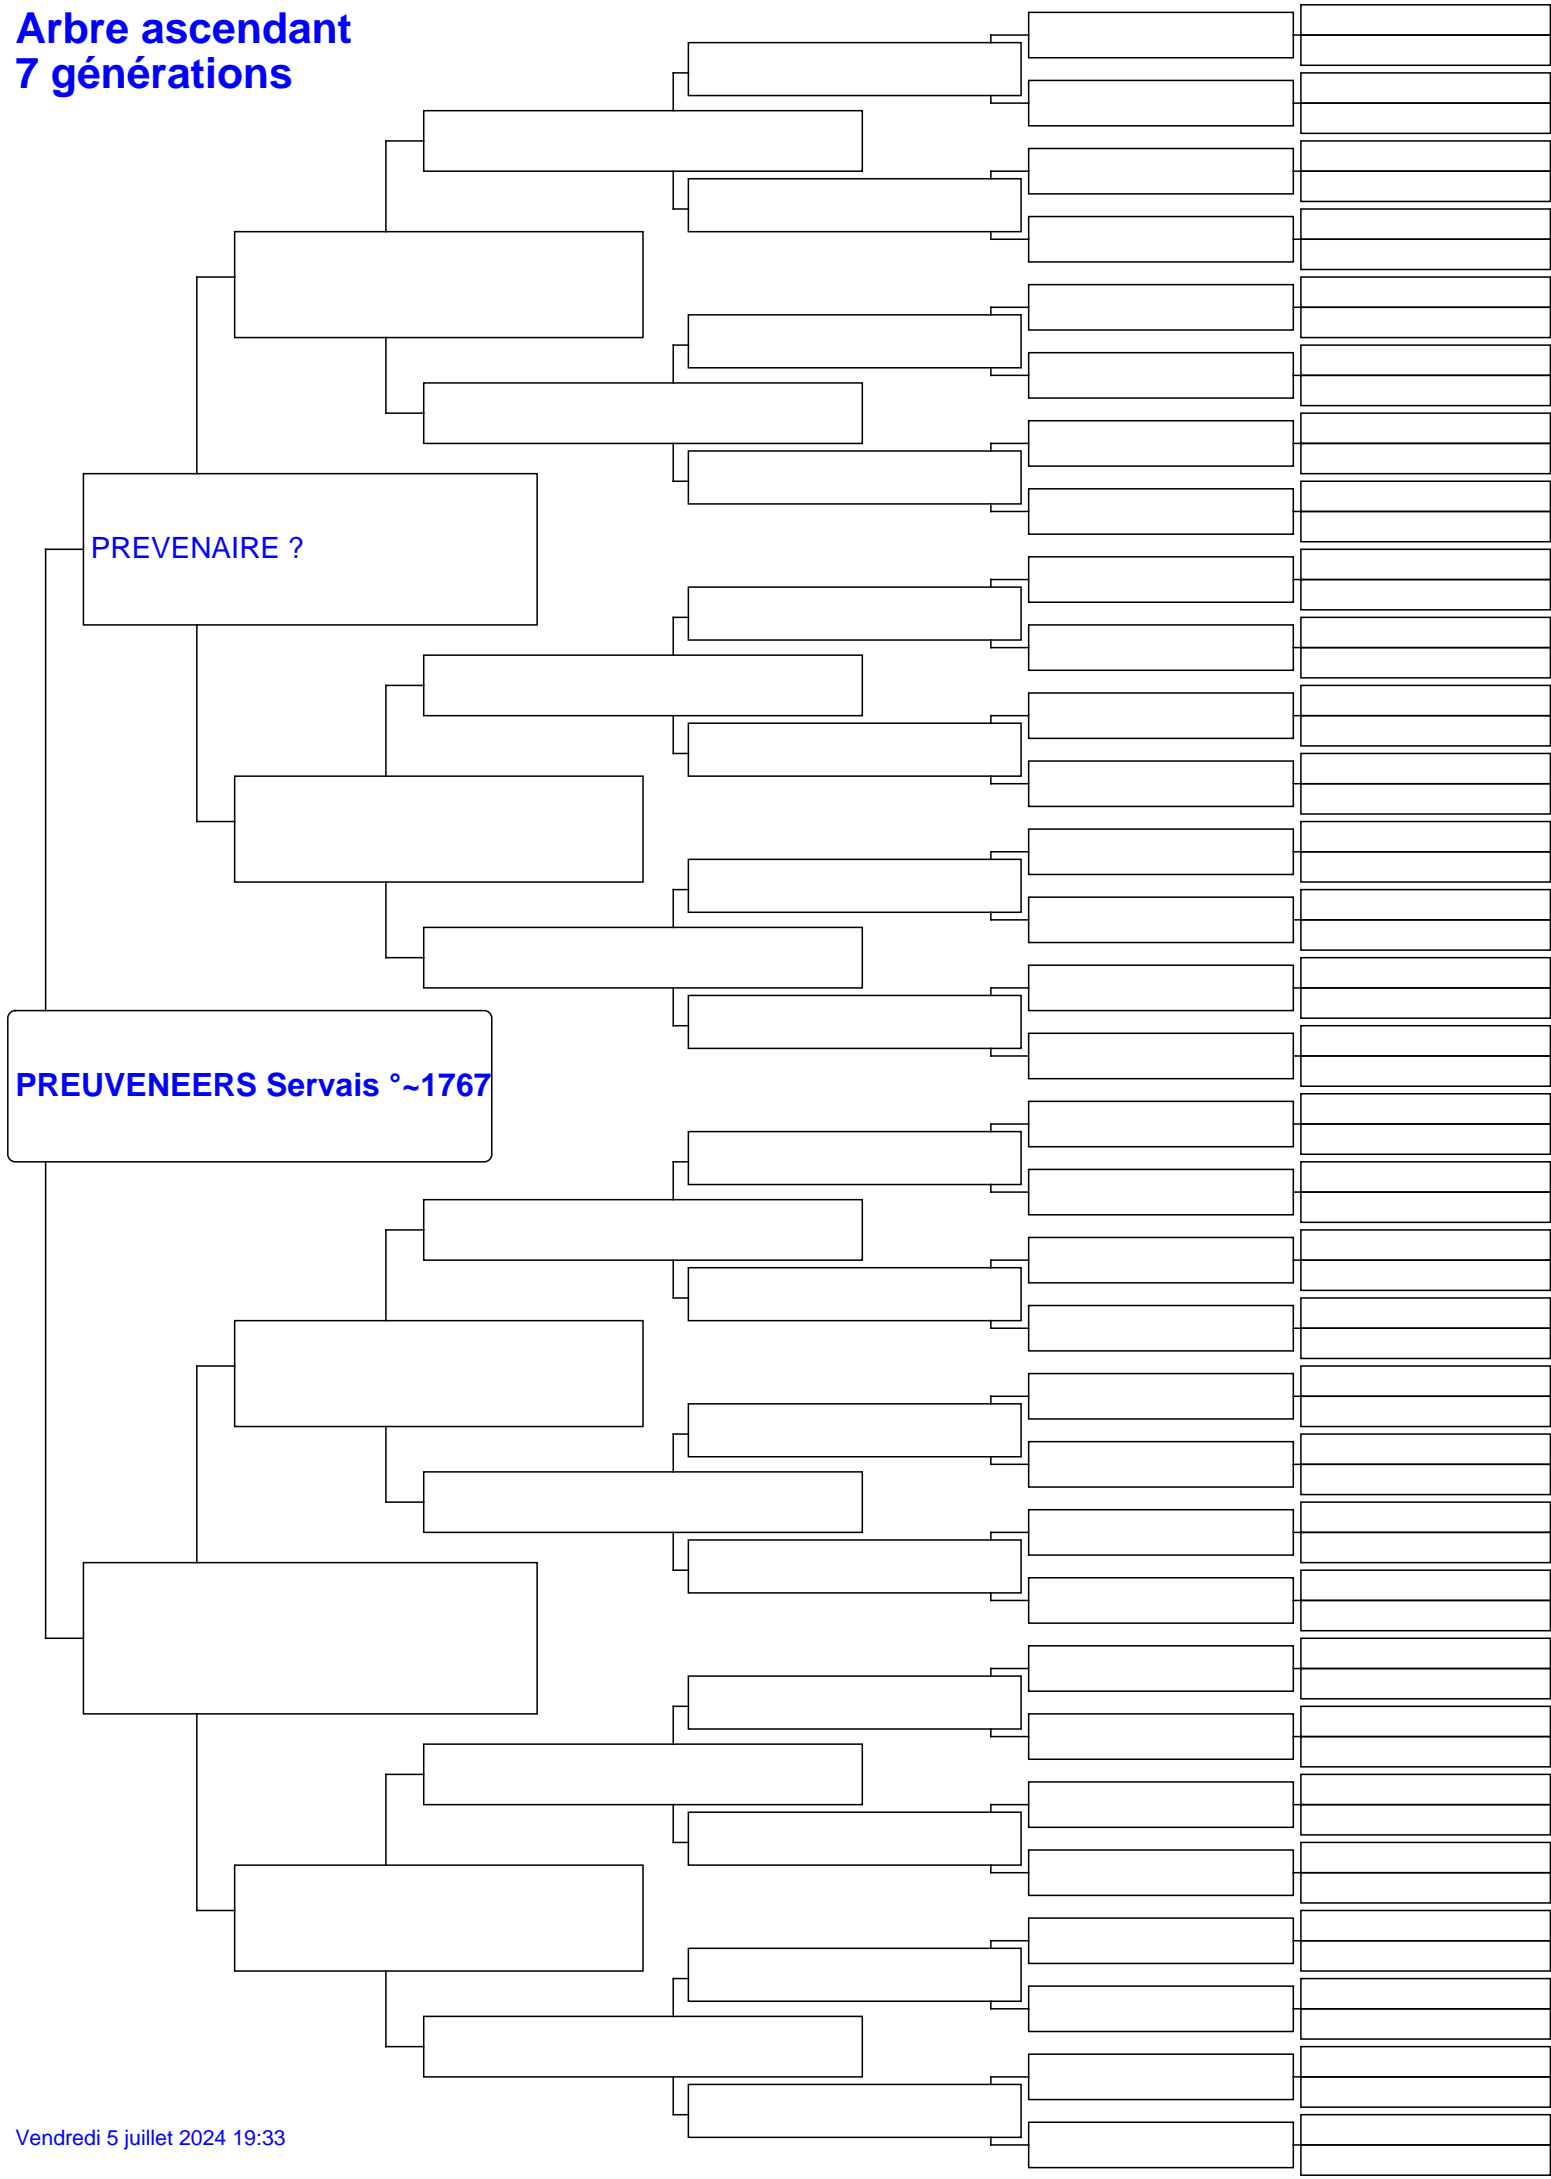 Arbre ascendant
7 générations
PREVENAIRE ?
PREUVENEERS Servais °~1767
Vendredi 5 juillet 2024 19:33